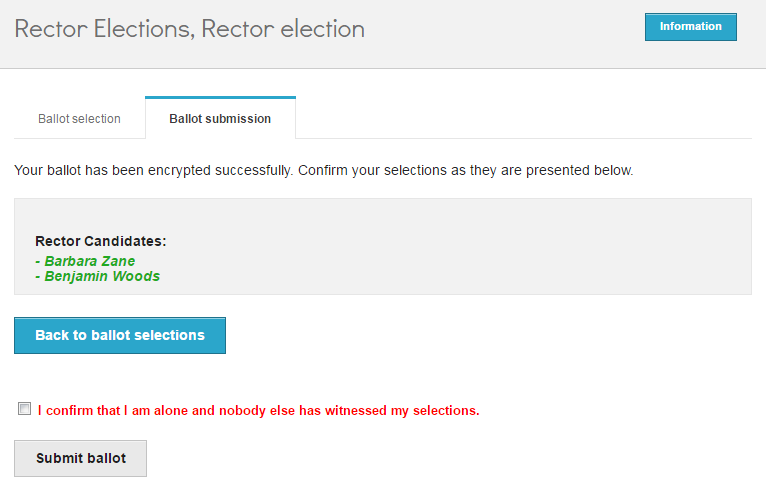 Rector Elections, Rector election
Information
Ballot selection
Ballot submission
Your ballot has been encrypted successfully. Confirm your selections as they are presented below.
Rector Candidates:
- Barbara Zane
- Benjamin Woods
Back to ballot selections
I confirm that I am alone and nobody else has witnessed my selections.
Submit ballot